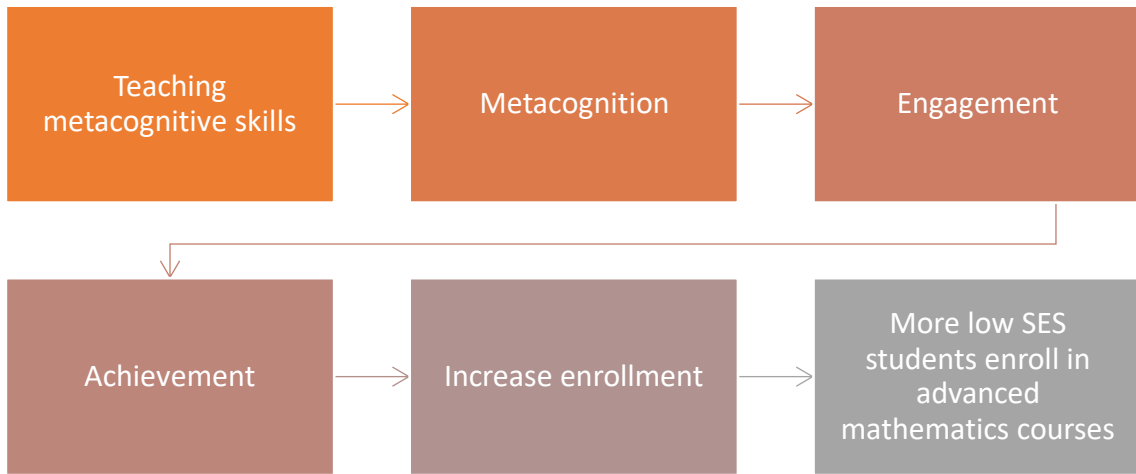 Teaching
metacognitive skills
Metacognition
Engagement
Achievement
Increase enrollment
More low SES
students enroll in
advanced
mathematics courses